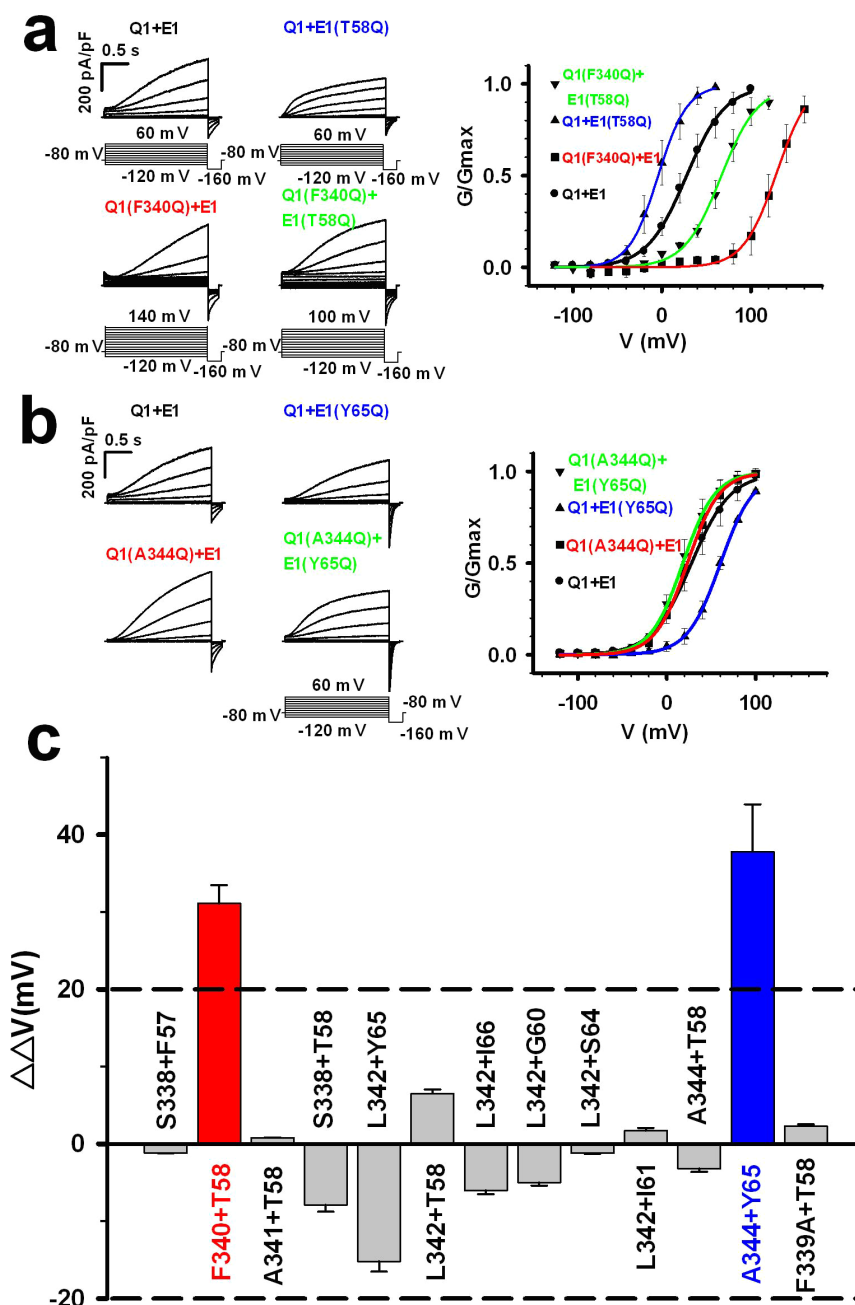 a
Q1+E1
Q1+E1(T58Q)
0.5 s
200 pA/pF
60 mV
60 mV
-80 mV
-80 mV
-120 mV
-160 mV
-120 mV
-160 mV
Q1(F340Q)+E1
Q1(F340Q)+
E1(T58Q)
140 mV
100 mV
-80 mV
-80 mV
-120 mV
-160 mV
-120 mV
-160 mV
Q1(F340Q)+
E1(T58Q)
Q1+E1(T58Q)
Q1(F340Q)+E1
Q1+E1
1.0
0.5
0.0
G/Gmax
-100
0
100
V (mV)
b
Q1+E1
Q1+E1(Y65Q)
0.5 s
200 pA/pF
Q1(A344Q)+E1
Q1(A344Q)+
E1(Y65Q)
60 mV
-80 mV
-80 mV
-120 mV
-160 mV
Q1(A344Q)+
E1(Y65Q)
Q1+E1(Y65Q)
Q1(A344Q)+E1
Q1+E1
1.0
0.5
0.0
G/Gmax
-100
0
100
V (mV)
c
△△V(mV)
40
20
0
-20
S338+F57
F340+T58
A341+T58
S338+T58
L342+Y65
L342+T58
L342+I66
L342+G60
L342+S64
L342+I61
A344+T58
A344+Y65
F339A+T58